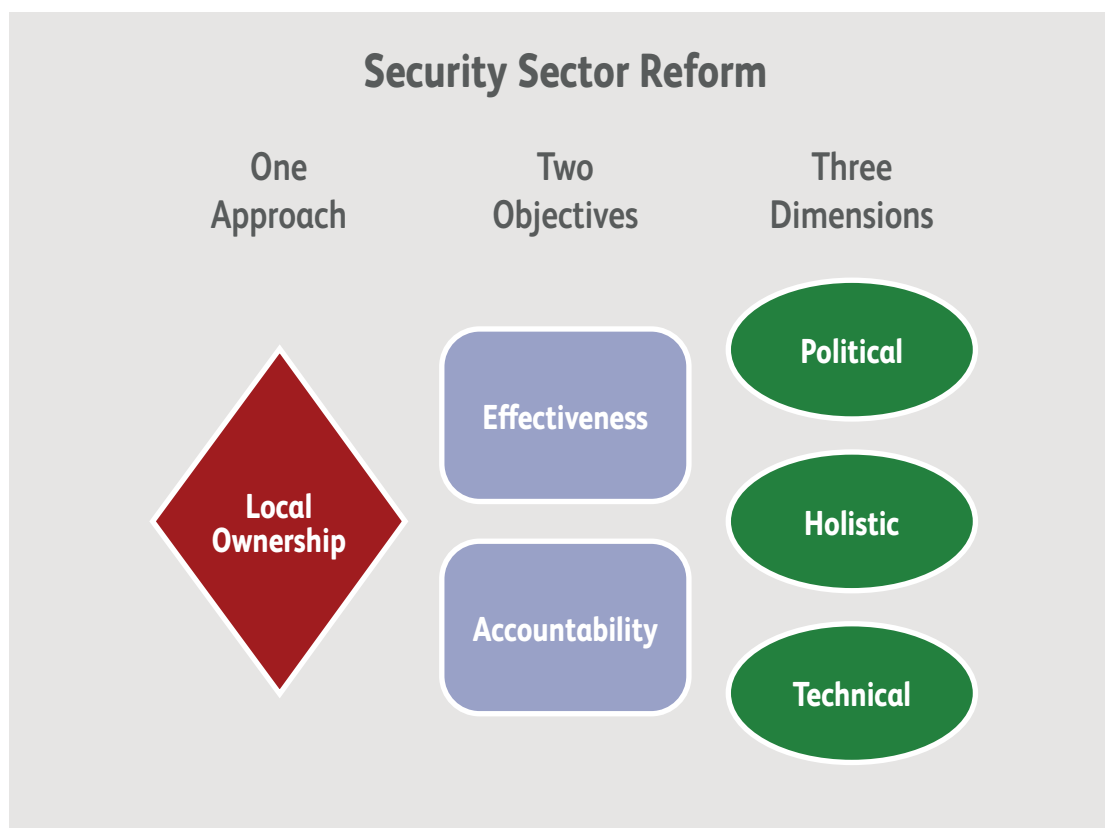 Security Sector Reform
One
Approach
Two
Objectives
Three
Dimensions
Local
Ownership
Effectiveness
Accountability
Political
Holistic
Technical